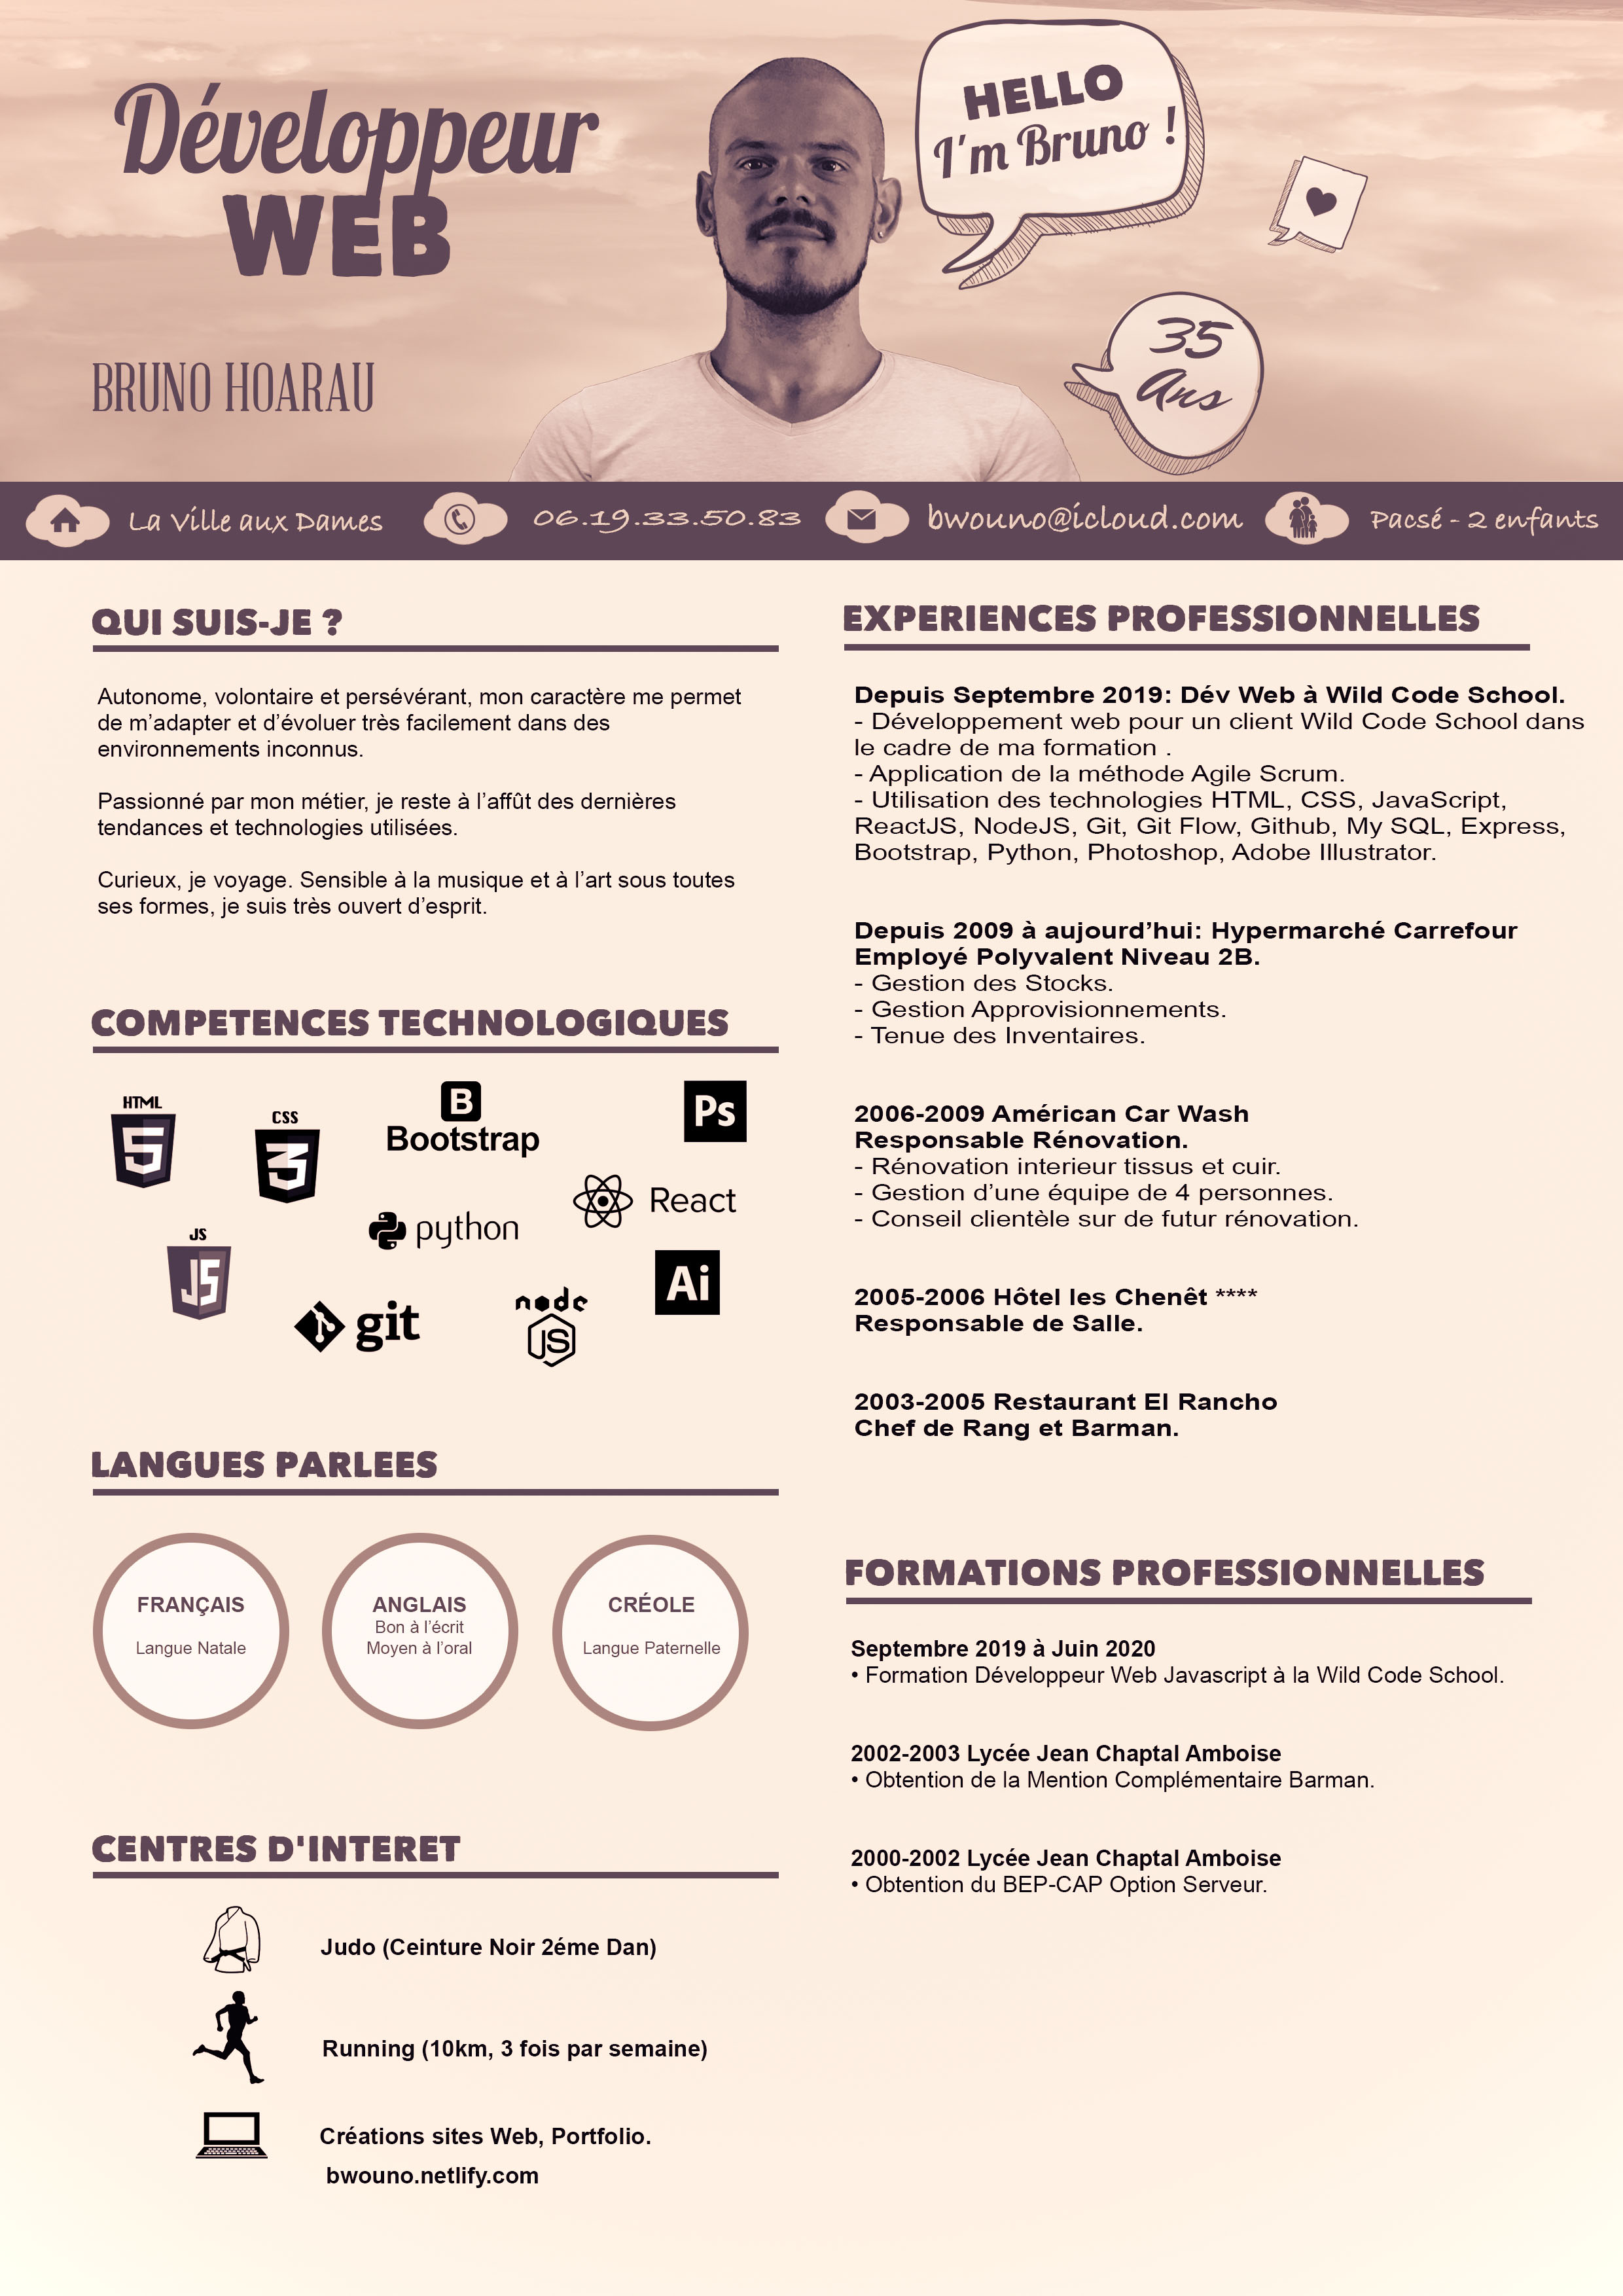 Développeur
WEB
BRUNO HOARAU
HELLO
I'm Bruno !
35
Ans
La Ville aux Dames
06.19.33.50.83
bwouno@icloud.com
Pacsé - 2 enfants
QUI SUIS-JE ?
Autonome, volontaire et persévérant, mon caractère me permet
de m’adapter et d’évoluer très facilement dans des
environnements inconnus.
Passionné par mon métier, je reste à l’affût des dernières
tendances et technologies utilisées.
Curieux, je voyage. Sensible à la musique et à l’art sous toutes
ses formes, je suis très ouvert d’esprit.
COMPETENCES TECHNOLOGIQUES
HTML
5
CSS
3
B
Bootstrap
Ps
React
python
JS
JS
Ai
git
node
JS
LANGUES PARLEES
FRANÇAIS
Langue Natale
ANGLAIS
Bon à l’écrit
Moyen à l’oral
CRÉOLE
Langue Paternelle
CENTRES D'INTERET
Judo (Ceinture Noir 2éme Dan)
Running (10km, 3 fois par semaine)
Créations sites Web, Portfolio.
bwouno.netlify.com
EXPERIENCES PROFESSIONNELLES
Depuis Septembre 2019: Dév Web à Wild Code School.
- Développement web pour un client Wild Code School dans
le cadre de ma formation .
- Application de la méthode Agile Scrum.
- Utilisation des technologies HTML, CSS, JavaScript,
ReactJS, NodeJS, Git, Git Flow, Github, My SQL, Express,
Bootstrap, Python, Photoshop, Adobe Illustrator.
Depuis 2009 à aujourd’hui: Hypermarché Carrefour
Employé Polyvalent Niveau 2B.
- Gestion des Stocks.
- Gestion Approvisionnements.
- Tenue des Inventaires.
2006-2009 Américan Car Wash
Responsable Rénovation.
- Rénovation interieur tissus et cuir.
- Gestion d’une équipe de 4 personnes.
- Conseil clientèle sur de futur rénovation.
2005-2006 Hôtel les Chenêt ****
Responsable de Salle.
2003-2005 Restaurant El Rancho
Chef de Rang et Barman.
FORMATIONS PROFESSIONNELLES
Septembre 2019 à Juin 2020
• Formation Développeur Web Javascript à la Wild Code School.
2002-2003 Lycée Jean Chaptal Amboise
• Obtention de la Mention Complémentaire Barman.
2000-2002 Lycée Jean Chaptal Amboise
• Obtention du BEP-CAP Option Serveur.